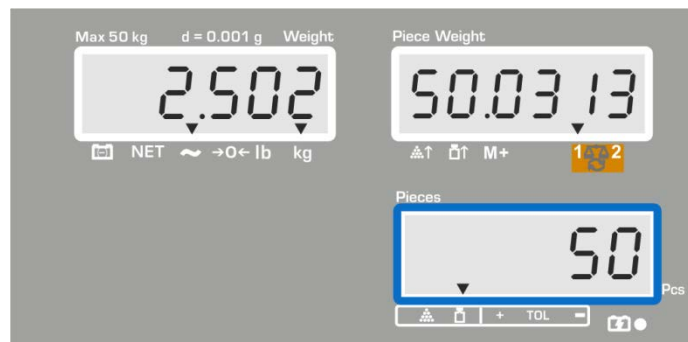 Max 50 kg d = 0.001 g Weight
2.502
NET →0← lb kg
Piece Weight
50.0313
M+ 1 2
Pieces
50
Pcs
+ TOL -